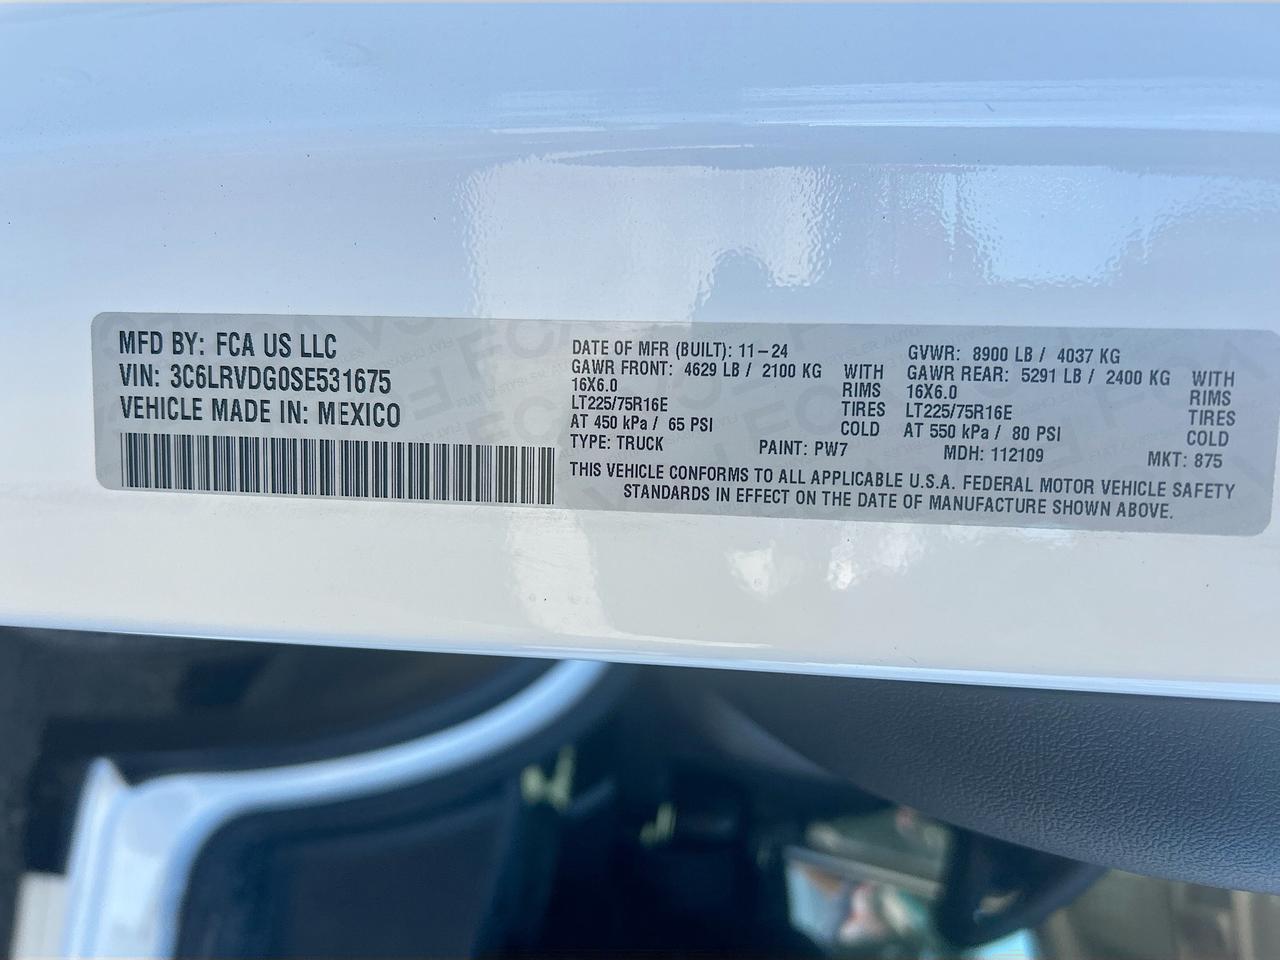 MFD BY: FCA US LLC
VIN: 3C6LRVDG0SE531675
VEHICLE MADE IN: MEXICO
DATE OF MFR (BUILT): 11-24
GAWR FRONT: 4629 LB / 2100 KG WITH
16X6.0 RIMS
LT225/75R16E TIRES
AT 450 kPa / 65 PSI COLD
TYPE: TRUCK
GVWR: 8900 LB / 4037 KG
GAWR REAR: 5291 LB / 2400 KG WITH
16X6.0 RIMS
LT225/75R16E TIRES
AT 550 kPa / 80 PSI COLD
PAINT: PW7 MDH: 112109 MKT: 875
THIS VEHICLE CONFORMS TO ALL APPLICABLE U.S.A. FEDERAL MOTOR VEHICLE SAFETY
STANDARDS IN EFFECT ON THE DATE OF MANUFACTURE SHOWN ABOVE.